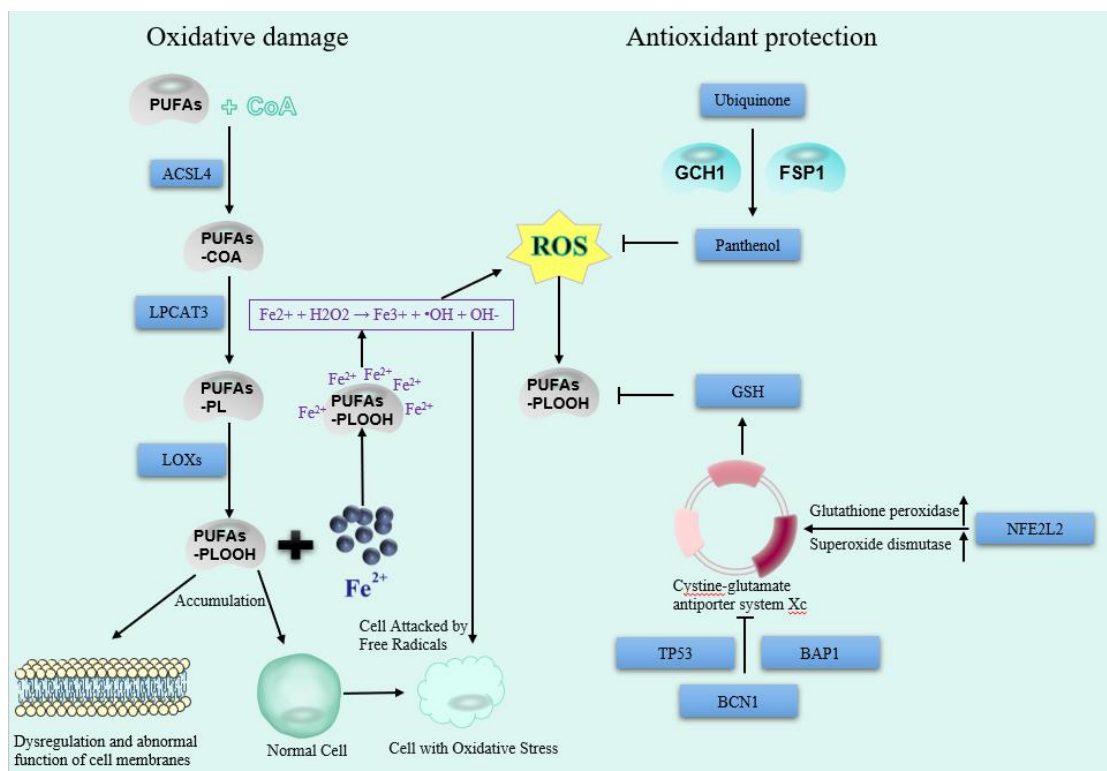 Oxidative damage
Antioxidant protection
PUFAs + CoA
ACSL4
PUFAs
-COA
LPCAT3
PUFAs
-PL
LOXs
PUFAs
-PLOOH
Accumulation
Dysregulation and abnormal
function of cell membranes
Normal Cell
Fe2+ + H2O2 → Fe3+ + •OH + OH-
Fe²⁺ Fe²⁺ Fe²⁺
Fe²⁺ Fe²⁺
PUFAs
-PLOOH
Fe²⁺
Cell Attacked by
Free Radicals
Cell with Oxidative Stress
ROS
PUFAs
-PLOOH
Ubiquinone
GCH1
FSP1
Panthenol
GSH
Glutathione peroxidase
Superoxide dismutase
NFE2L2
Cystine-glutamate
antiporter system Xc
TP53
BAP1
BCN1